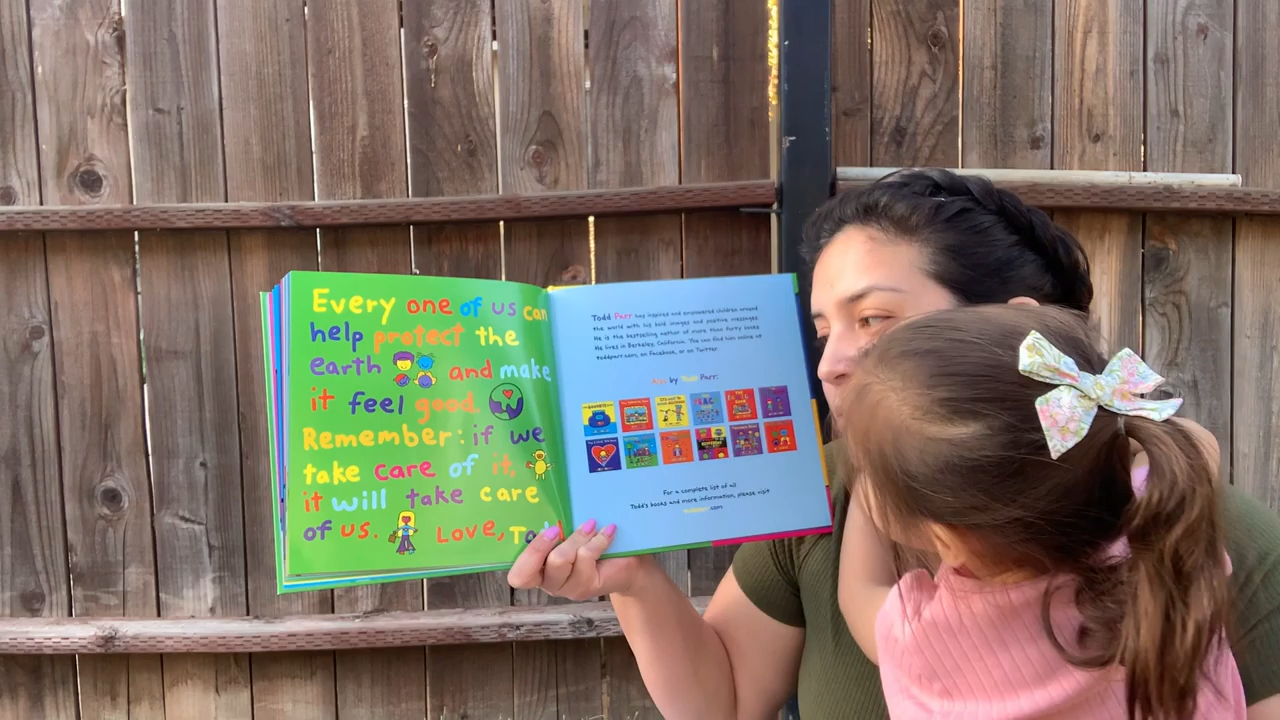 Every one of us can
help protect the
earth and make
it feel good.
Remember: if we
take care of it,
it will take care
of us. Love,
Todd Parr has inspired and empowered children around
the world with his bold images and positive messages.
He is the bestselling author of more than forty books
He lives in Berkeley, California. You can find him online at
toddparr.com, on Facebook, or on Twitter.
Also by Todd Parr:
For a complete list of all
Todd's books and more information, please visit